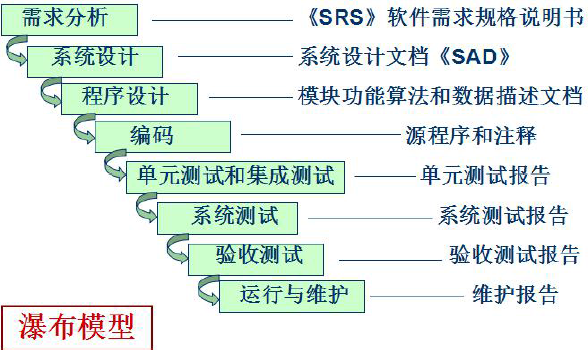 需求分析 《SRS》软件需求规格说明书
系统设计 系统设计文档《SAD》
程序设计 模块功能算法和数据描述文档
编码 源程序和注释
单元测试和集成测试 单元测试报告
系统测试 系统测试报告
验收测试 验收测试报告
运行与维护 维护报告
瀑布模型